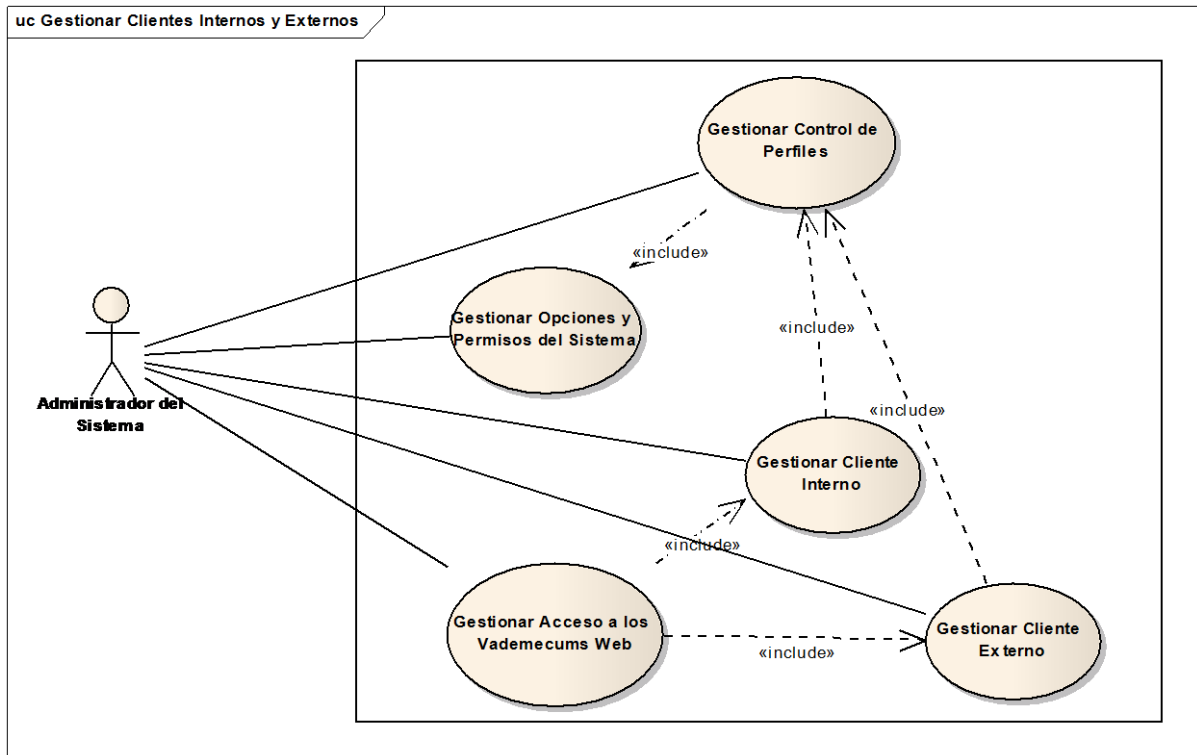 uc Gestionar Clientes Internos y Externos
Gestionar Control de
Perfiles
«include»
Gestionar Opciones y
Permisos del Sistema
«include»
Administrador del
Sistema
«include»
Gestionar Cliente
Interno
«include»
Gestionar Acceso a los
Vademecums Web
«include»
Gestionar Cliente
Externo